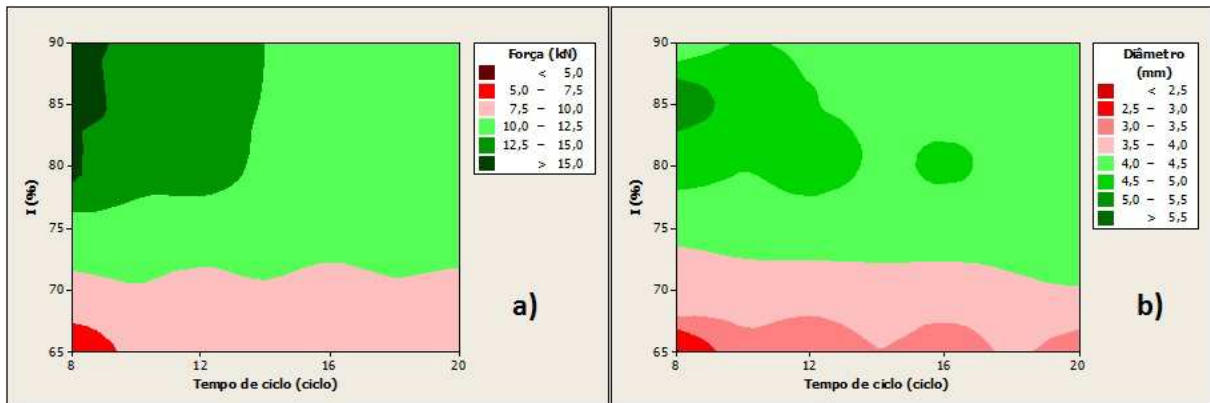 90
85
80
75
70
65
I (%)
8
12
16
20
Tempo de ciclo (ciclo)
Força (kN)
< 5,0
5,0 – 7,5
7,5 – 10,0
10,0 – 12,5
12,5 – 15,0
> 15,0
a)
90
85
80
75
70
65
I (%)
8
12
16
20
Tempo de ciclo (ciclo)
Diâmetro
(mm)
< 2,5
2,5 – 3,0
3,0 – 3,5
3,5 – 4,0
4,0 – 4,5
4,5 – 5,0
5,0 – 5,5
> 5,5
b)